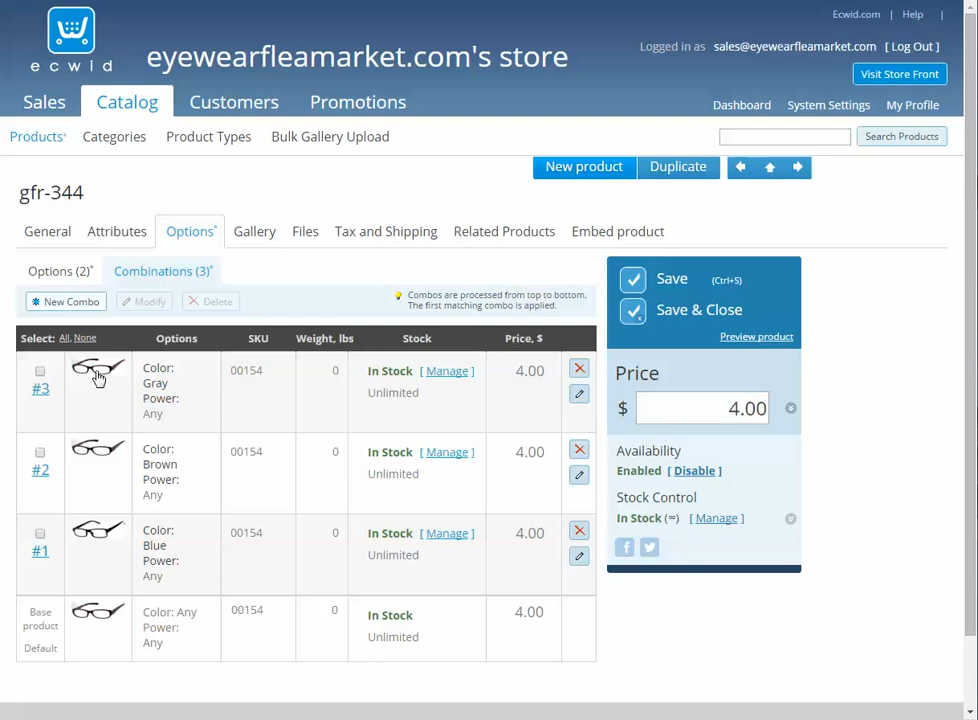 Ecwid.com | Help |
ecwid
eyewearfleamarket.com's store
Logged in as sales@eyewearfleamarket.com [ Log Out ]
Visit Store Front
Sales Catalog Customers Promotions
Dashboard System Settings My Profile
Products* Categories Product Types Bulk Gallery Upload
Search Products
New product Duplicate
gfr-344
General Attributes Options* Gallery Files Tax and Shipping Related Products Embed product
Options (2)* Combinations (3)*
New Combo Modify Delete
Combos are processed from top to bottom.
The first matching combo is applied.
Select: All, None Options SKU Weight, lbs Stock Price, $
#3
Color:
Gray
Power:
Any
00154
0
In Stock [ Manage ]
Unlimited
4.00
#2
Color:
Brown
Power:
Any
00154
0
In Stock [ Manage ]
Unlimited
4.00
#1
Color:
Blue
Power:
Any
00154
0
In Stock [ Manage ]
Unlimited
4.00
Base
product
Default
Color: Any
Power:
Any
00154
0
In Stock
Unlimited
4.00
Save (Ctrl+S)
Save & Close
Preview product
Price
$ 4.00
Availability
Enabled [ Disable ]
Stock Control
In Stock (∞) [ Manage ]